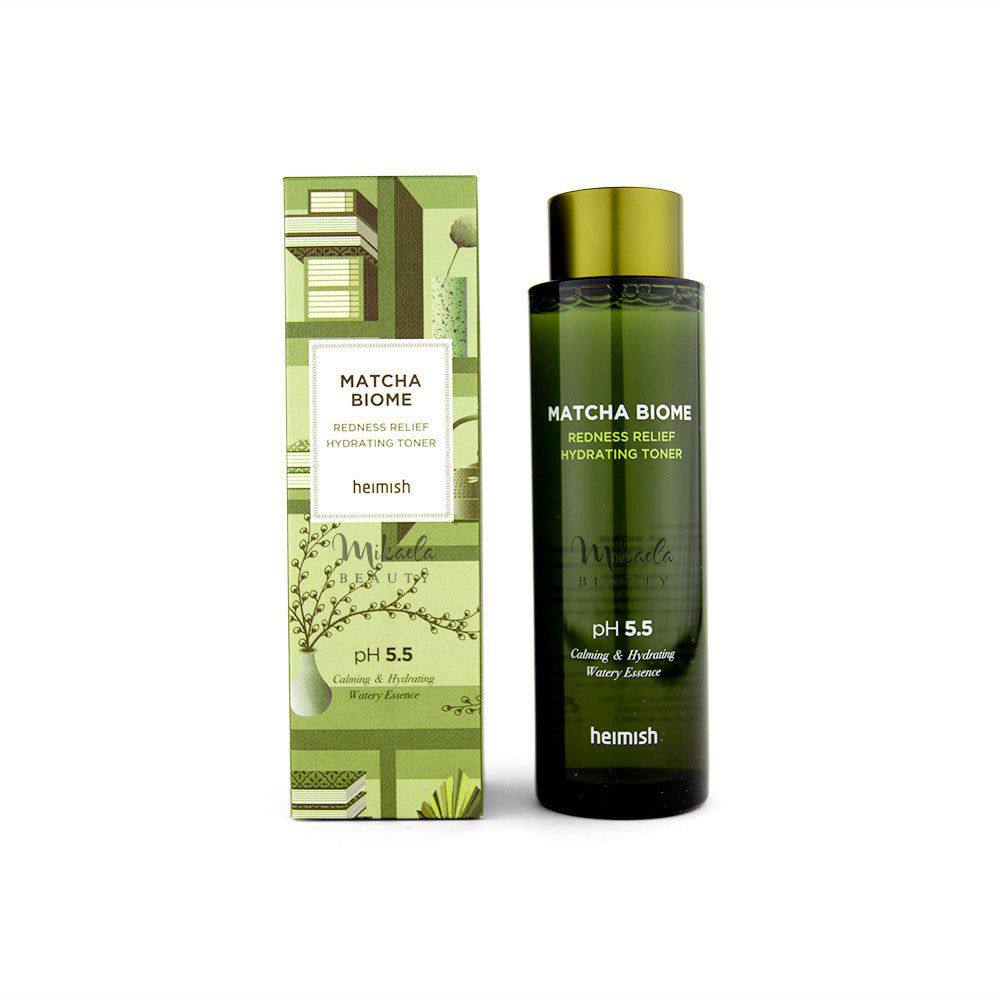 MATCHA
BIOME
REDNESS RELIEF
HYDRATING TONER
heimish
Mikaela
BEAUTY
pH 5.5
Calming & Hydrating
Watery Essence
MATCHA BIOME
REDNESS RELIEF
HYDRATING TONER
Mikaela
BEAUTY
pH 5.5
Calming & Hydrating
Watery Essence
heimish